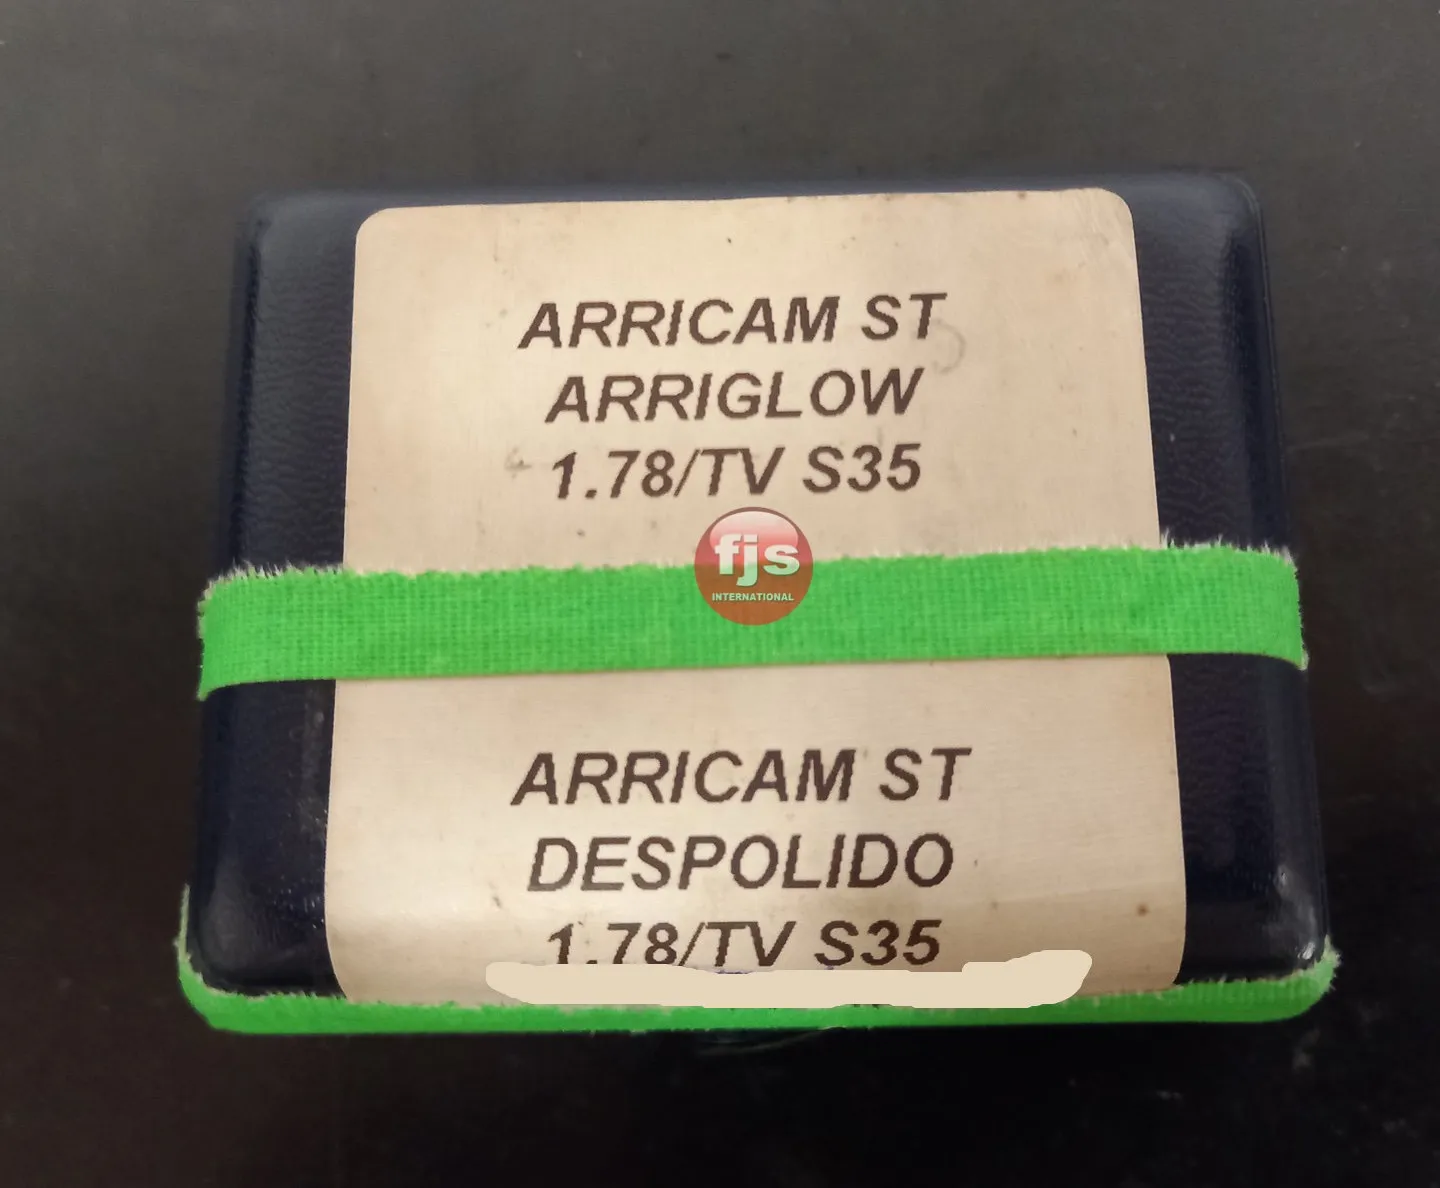 ARRICAM ST
ARRIGLOW
1.78/TV S35
fjs
INTERNATIONAL
ARRICAM ST
DESPOLIDO
1.78/TV S35